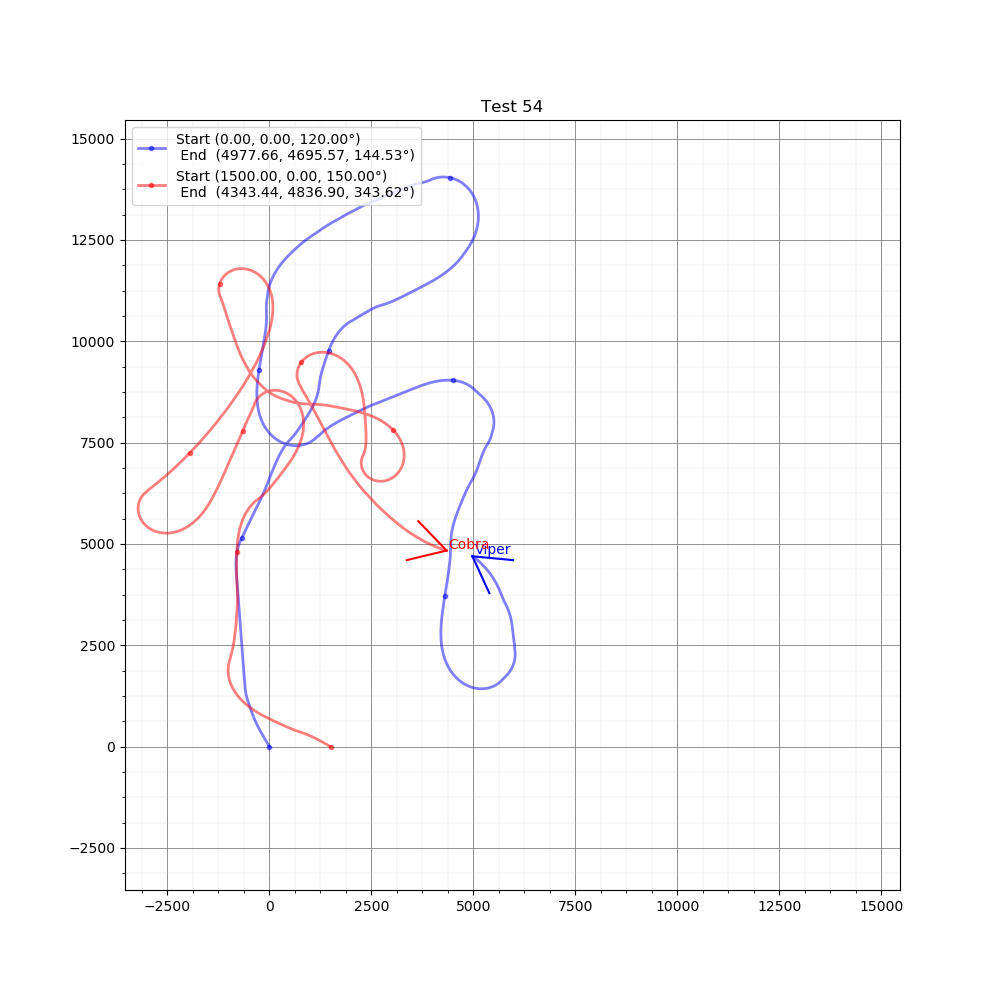 Test 54
Start (0.00, 0.00, 120.00°)
End (4977.66, 4695.57, 144.53°)
Start (1500.00, 0.00, 150.00°)
End (4343.44, 4836.90, 343.62°)
15000
12500
10000
7500
5000
2500
0
−2500
Cobra
Viper
−2500 0 2500 5000 7500 10000 12500 15000